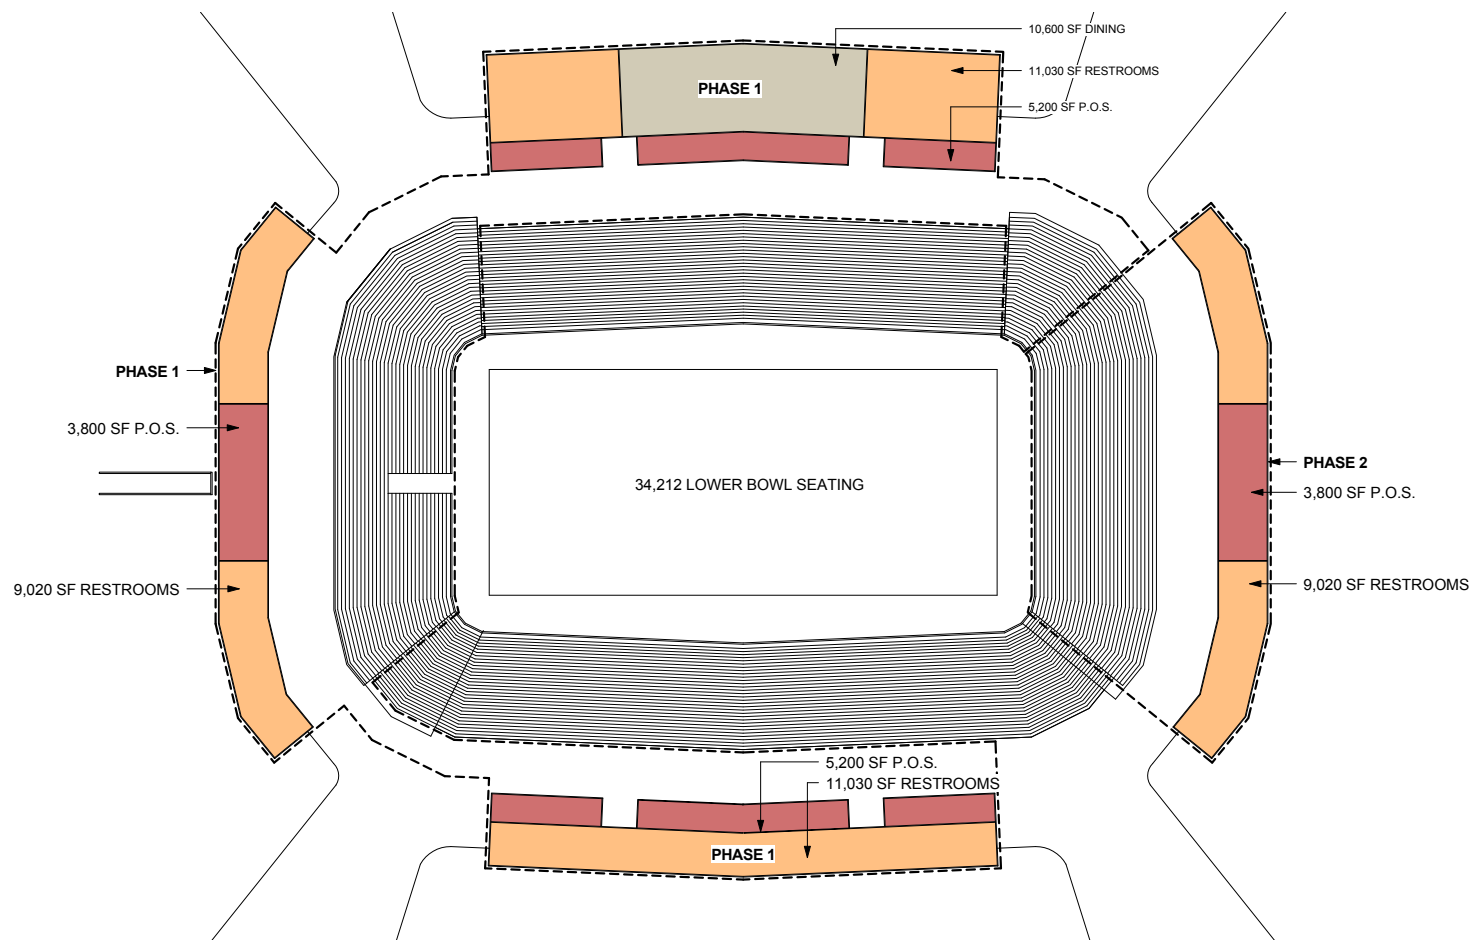 10,600 SF DINING
11,030 SF RESTROOMS
PHASE 1
5,200 SF P.O.S.
PHASE 1
3,800 SF P.O.S.
PHASE 2
34,212 LOWER BOWL SEATING
3,800 SF P.O.S.
9,020 SF RESTROOMS
9,020 SF RESTROOMS
5,200 SF P.O.S.
11,030 SF RESTROOMS
PHASE 1